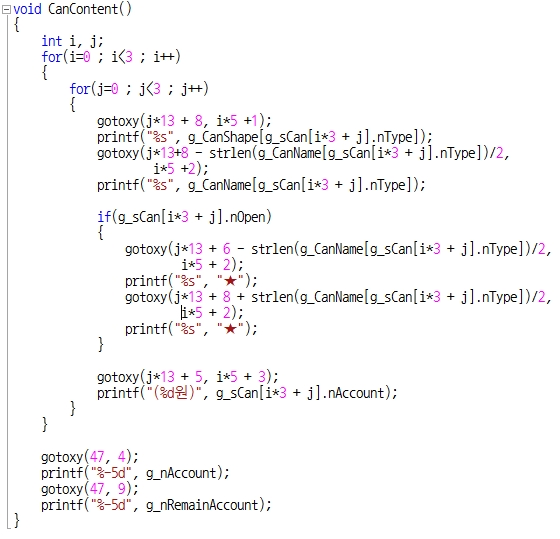 void CanContent()
{
    int i, j;
    for(i=0 ; i<3 ; i++)
    {
        for(j=0 ; j<3 ; j++)
        {
            gotoxy(j*13 + 8, i*5 +1);
            printf("%s", g_CanShape[g_sCan[i*3 + j].nType]);
            gotoxy(j*13+8 - strlen(g_CanName[g_sCan[i*3 + j].nType])/2,
                    i*5 +2);
            printf("%s", g_CanName[g_sCan[i*3 + j].nType]);

            if(g_sCan[i*3 + j].nOpen)
            {
                gotoxy(j*13 + 6 - strlen(g_CanName[g_sCan[i*3 + j].nType])/2,
                        i*5 + 2);
                printf("%s", "★");
                gotoxy(j*13 + 8 + strlen(g_CanName[g_sCan[i*3 + j].nType])/2,
                        i*5 + 2);
                printf("%s", "★");
            }

            gotoxy(j*13 + 5, i*5 + 3);
            printf("(%d원)", g_sCan[i*3 + j].nAccount);
        }
    }

    gotoxy(47, 4);
    printf("%-5d", g_nAccount);
    gotoxy(47, 9);
    printf("%-5d", g_nRemainAccount);
}